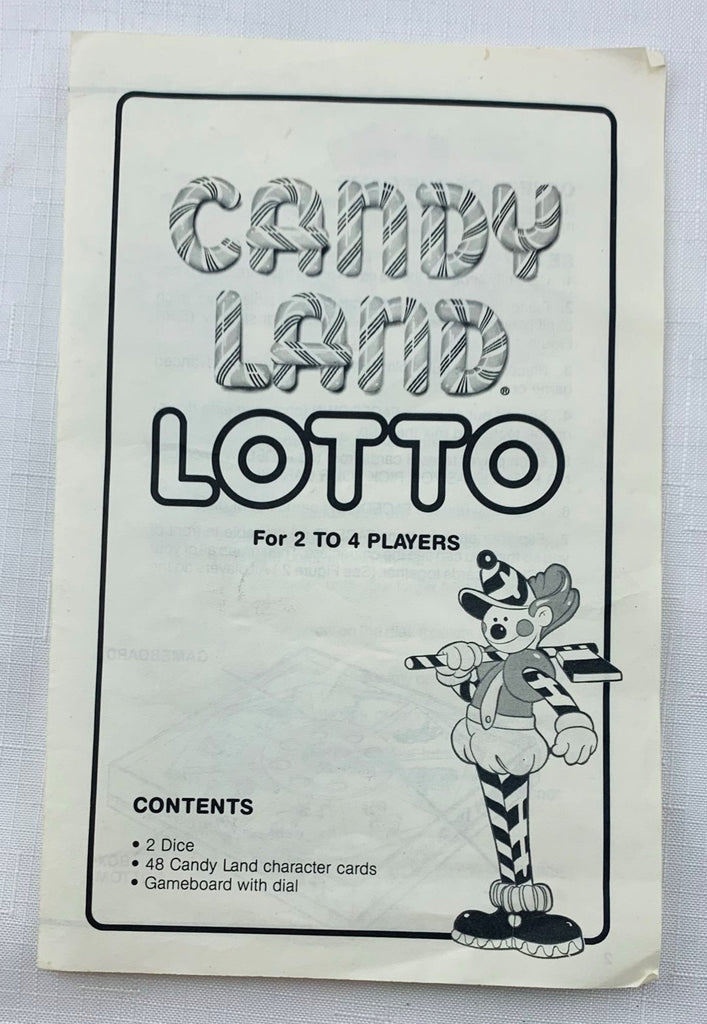 CANDY
LAND®
LOTTO
For 2 TO 4 PLAYERS
CONTENTS
• 2 Dice
• 48 Candy Land character cards
• Gameboard with dial